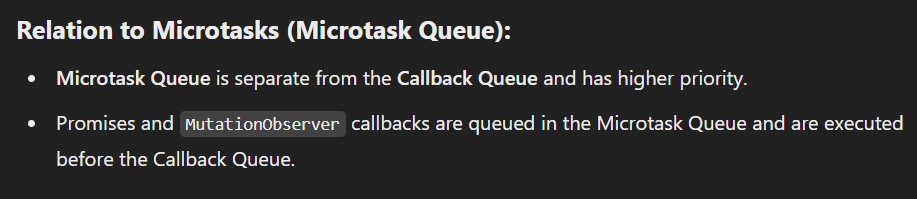 Relation to Microtasks (Microtask Queue):
• Microtask Queue is separate from the Callback Queue and has higher priority.
• Promises and MutationObserver callbacks are queued in the Microtask Queue and are executed
before the Callback Queue.